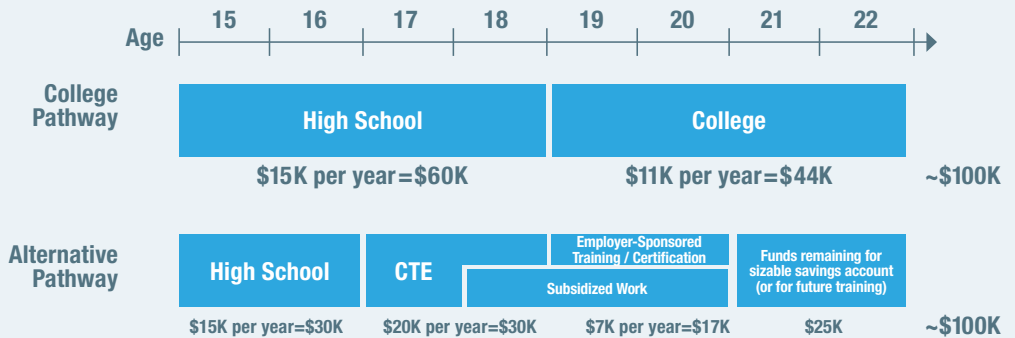 15 16 17 18 19 20 21 22
Age
College
Pathway
High School
College
$15K per year=$60K
$11K per year=$44K
~$100K
Alternative
Pathway
High School
CTE
Employer-Sponsored
Training / Certification
Subsidized Work
Funds remaining for
sizable savings account
(or for future training)
$15K per year=$30K
$20K per year=$30K
$7K per year=$17K
$25K
~$100K